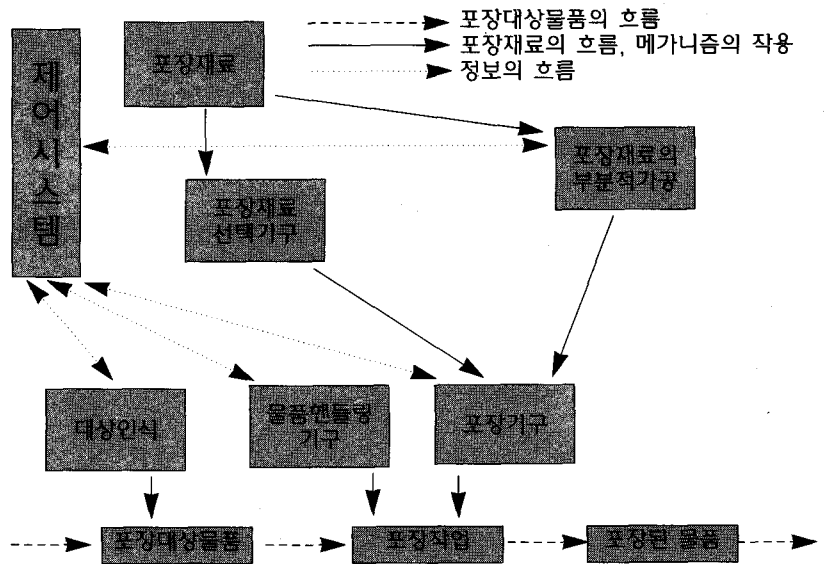 포장대상물품의 흐름
포장재료의 흐름, 메가니즘의 작용
정보의 흐름
제어시스템
포장재료
포장재료의
부분적가공
포장재료
선택기구
대상인식
물품핸들링
기구
포장기구
포장대상물품
포장작업
포장된 물품